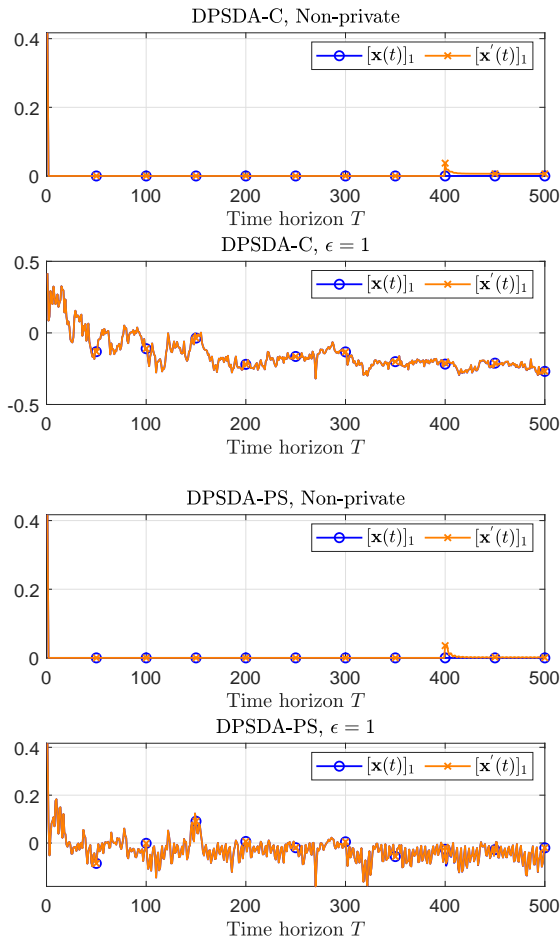 DPSDA-C, Non-private
[x(t)]₁ [x′(t)]₁
0.4
0.2
0
0 100 200 300 400 500
Time horizon T
DPSDA-C, ϵ = 1
[x(t)]₁ [x′(t)]₁
0.5
0
-0.5
0 100 200 300 400 500
Time horizon T
DPSDA-PS, Non-private
[x(t)]₁ [x′(t)]₁
0.4
0.2
0
0 100 200 300 400 500
Time horizon T
DPSDA-PS, ϵ = 1
[x(t)]₁ [x′(t)]₁
0.4
0.2
0
0 100 200 300 400 500
Time horizon T